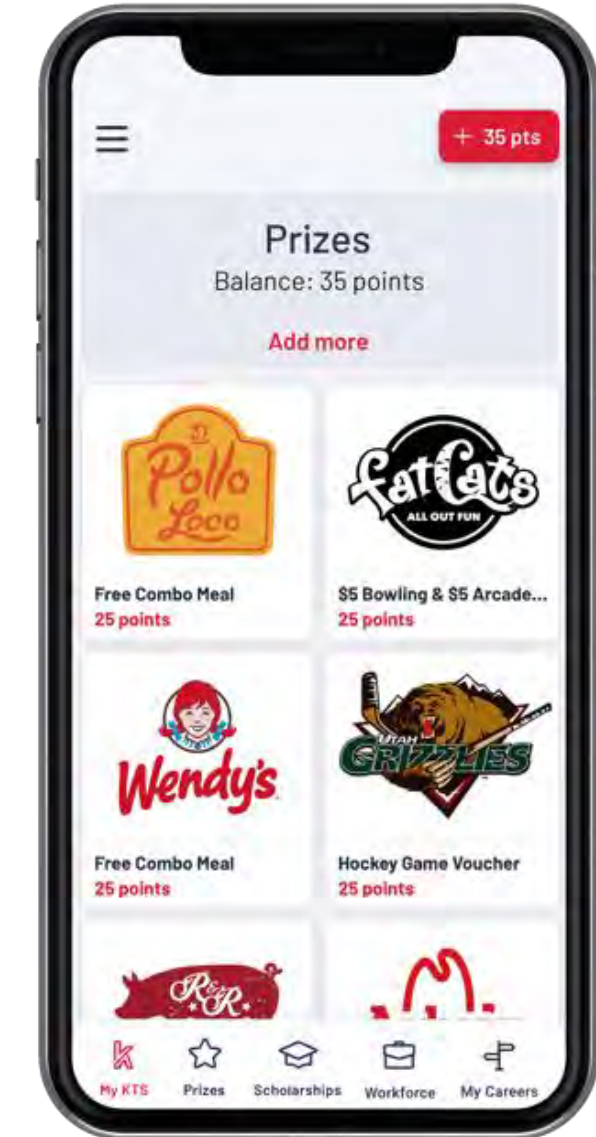 + 35 pts
Prizes
Balance: 35 points
Add more
Pollo
Loco
FatCats
ALL OUT FUN
Free Combo Meal
25 points
$5 Bowling & $5 Arcade...
25 points
Wendy's
UTAH
GRIZZLIES
Free Combo Meal
25 points
Hockey Game Voucher
25 points
R&R
My KTS
Prizes
Scholarships
Workforce
My Careers